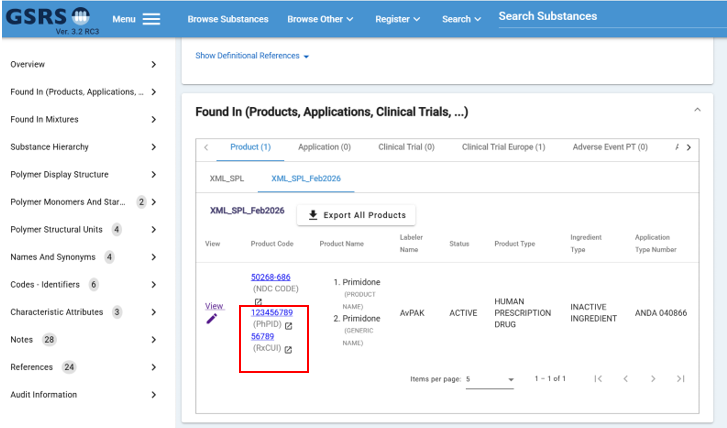 GSRS
Ver. 3.2 RC3
Menu
Browse Substances
Browse Other
Register
Search
Search Substances
Overview
Found In (Products, Applications, ...
Found In Mixtures
Substance Hierarchy
Polymer Display Structure
Polymer Monomers And Star... 2
Polymer Structural Units 4
Names And Synonyms 4
Codes - Identifiers 6
Characteristic Attributes 3
Notes 28
References 24
Audit Information
Show Definitional References
Found In (Products, Applications, Clinical Trials, ...)
Product (1) Application (0) Clinical Trial (0) Clinical Trial Europe (1) Adverse Event PT (0) A
XML_SPL XML_SPL_Feb2026
XML_SPL_Feb2026
Export All Products
View
Product Code
Product Name
Labeler
Name
Status
Product Type
Ingredient
Type
Application
Type Number
View
50268-686
(NDC CODE)
123456789
(PhPID)
56789
(RxCUI)
1. Primidone
(PRODUCT
NAME)
2. Primidone
(GENERIC
NAME)
AvPAK
ACTIVE
HUMAN
PRESCRIPTION
DRUG
INACTIVE
INGREDIENT
ANDA 040866
Items per page: 5
1 – 1 of 1